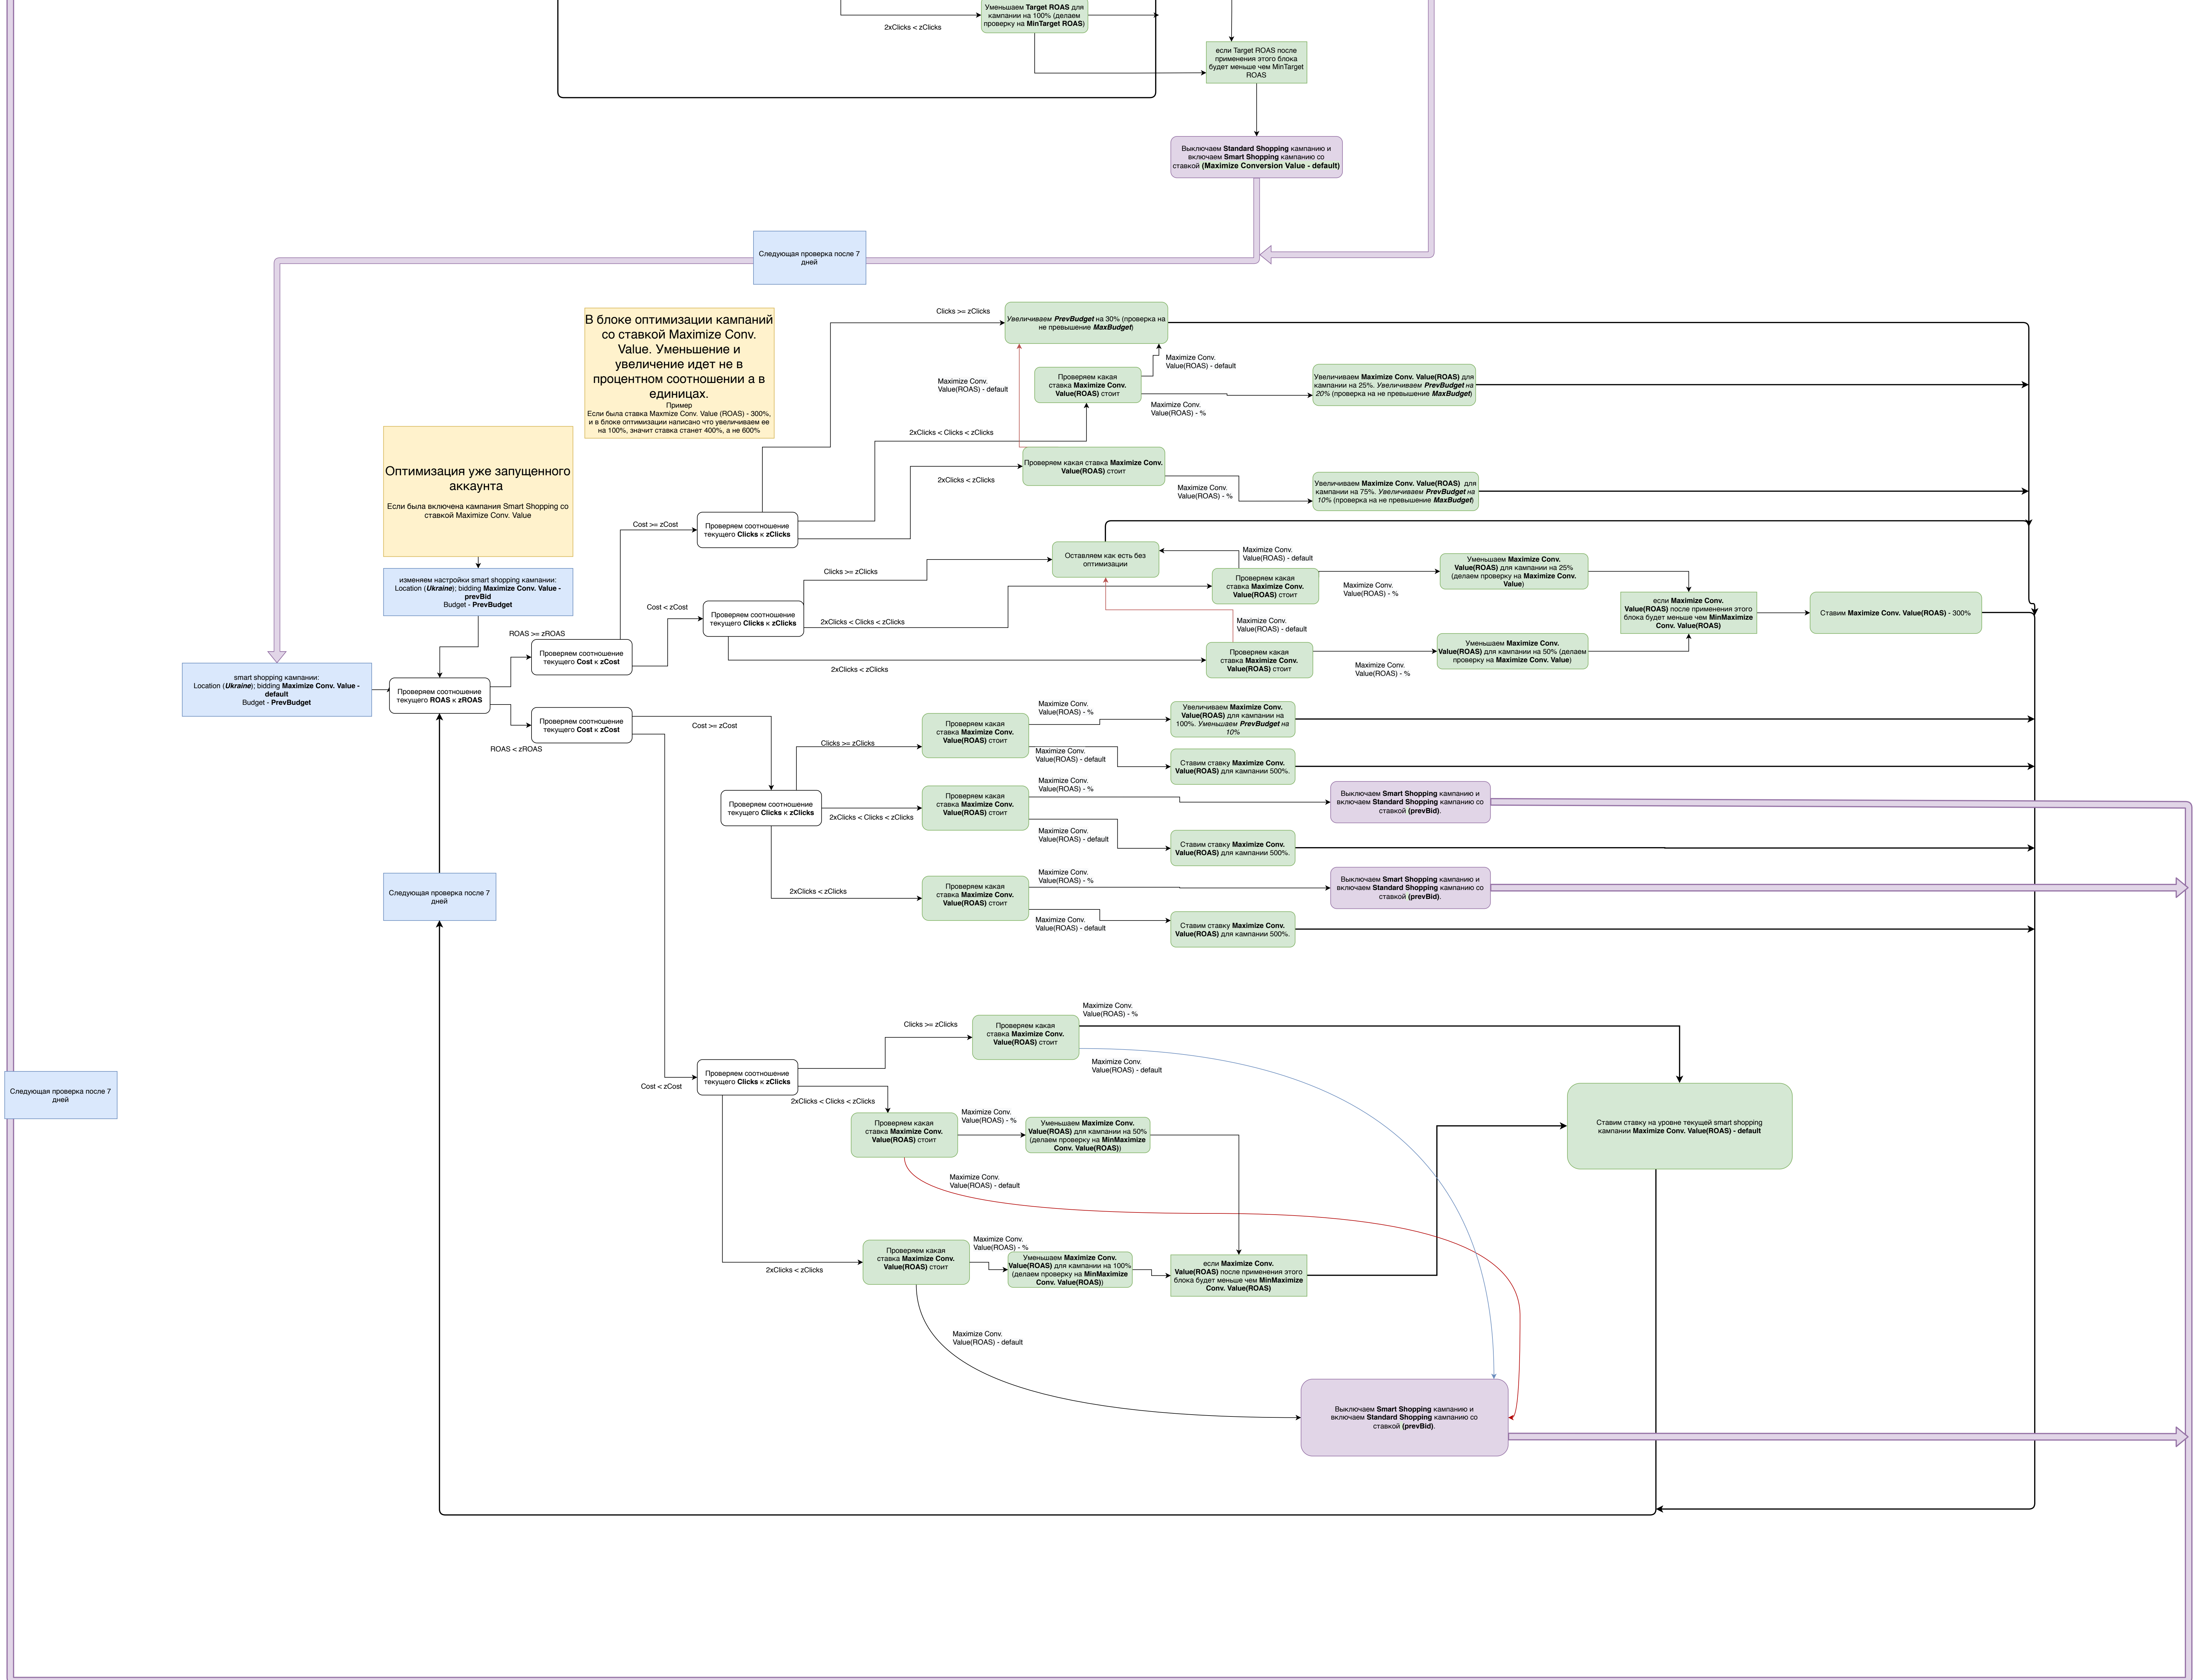 Уменьшаем Target ROAS для
кампании на 100% (делаем
проверку на MinTarget ROAS)
2xClicks < zClicks
если Target ROAS после
применения этого блока
будет меньше чем MinTarget
ROAS
Выключаем Standard Shopping кампанию и
включаем Smart Shopping кампанию со
ставкой (Maximize Conversion Value - default)
Следующая проверка после 7
дней
В блоке оптимизации кампаний
со ставкой Maximize Conv.
Value. Уменьшение и
увеличение идет не в
процентном соотношении а в
единицах.
Пример
Если была ставка Maxmize Conv. Value (ROAS) - 300%,
и в блоке оптимизации написано что увеличиваем ее
на 100%, значит ставка станет 400%, а не 600%
Clicks >= zClicks
Увеличиваем PrevBudget на 30% (проверка на
не превышение MaxBudget)
Maximize Conv.
Value(ROAS) - default
Maximize Conv.
Value(ROAS) - default
Проверяем какая
ставка Maximize Conv.
Value(ROAS) стоит
Увеличиваем Maximize Conv. Value(ROAS) для
кампании на 25%. Увеличиваем PrevBudget на
20% (проверка на не превышение MaxBudget)
Maximize Conv.
Value(ROAS) - %
2xClicks < Clicks < zClicks
Оптимизация уже запущенного
аккаунта
Если была включена кампания Smart Shopping со
ставкой Maximize Conv. Value
Проверяем какая ставка Maximize Conv.
Value(ROAS) стоит
2xClicks < zClicks
Maximize Conv.
Value(ROAS) - %
Увеличиваем Maximize Conv. Value(ROAS) для
кампании на 75%. Увеличиваем PrevBudget на
10% (проверка на не превышение MaxBudget)
Cost >= zCost
Проверяем соотношение
текущего Clicks к zClicks
Оставляем как есть без
оптимизации
Maximize Conv.
Value(ROAS) - default
Clicks >= zClicks
Проверяем какая
ставка Maximize Conv.
Value(ROAS) стоит
Maximize Conv.
Value(ROAS) - %
Уменьшаем Maximize Conv.
Value(ROAS) для кампании на 25%
(делаем проверку на Maximize Conv.
Value)
изменяем настройки smart shopping кампании:
Location (Ukraine); bidding Maximize Conv. Value -
prevBid
Budget - PrevBudget
Cost < zCost
Проверяем соотношение
текущего Clicks к zClicks
2xClicks < Clicks < zClicks
Maximize Conv.
Value(ROAS) - default
если Maximize Conv.
Value(ROAS) после применения этого
блока будет меньше чем MinMaximize
Conv. Value(ROAS)
Ставим Maximize Conv. Value(ROAS) - 300%
ROAS >= zROAS
Проверяем соотношение
текущего Cost к zCost
2xClicks < zClicks
Проверяем какая
ставка Maximize Conv.
Value(ROAS) стоит
Maximize Conv.
Value(ROAS) - %
Уменьшаем Maximize Conv.
Value(ROAS) для кампании на 50% (делаем
проверку на Maximize Conv. Value)
smart shopping кампании:
Location (Ukraine); bidding Maximize Conv. Value -
default
Budget - PrevBudget
Проверяем соотношение
текущего ROAS к zROAS
Проверяем соотношение
текущего Cost к zCost
ROAS < zROAS
Cost >= zCost
Clicks >= zClicks
Проверяем какая
ставка Maximize Conv.
Value(ROAS) стоит
Maximize Conv.
Value(ROAS) - %
Увеличиваем Maximize Conv.
Value(ROAS) для кампании на
100%. Уменьшаем PrevBudget на
10%
Maximize Conv.
Value(ROAS) - default
Ставим ставку Maximize Conv.
Value(ROAS) для кампании 500%.
Проверяем соотношение
текущего Clicks к zClicks
2xClicks < Clicks < zClicks
Проверяем какая
ставка Maximize Conv.
Value(ROAS) стоит
Maximize Conv.
Value(ROAS) - %
Выключаем Smart Shopping кампанию и
включаем Standard Shopping кампанию со
ставкой (prevBid).
Maximize Conv.
Value(ROAS) - default
Ставим ставку Maximize Conv.
Value(ROAS) для кампании 500%.
2xClicks < zClicks
Проверяем какая
ставка Maximize Conv.
Value(ROAS) стоит
Maximize Conv.
Value(ROAS) - %
Выключаем Smart Shopping кампанию и
включаем Standard Shopping кампанию со
ставкой (prevBid).
Maximize Conv.
Value(ROAS) - default
Ставим ставку Maximize Conv.
Value(ROAS) для кампании 500%.
Следующая проверка после 7
дней
Следующая проверка после 7
дней
Cost < zCost
Проверяем соотношение
текущего Clicks к zClicks
Clicks >= zClicks
Проверяем какая
ставка Maximize Conv.
Value(ROAS) стоит
Maximize Conv.
Value(ROAS) - %
Maximize Conv.
Value(ROAS) - default
2xClicks < Clicks < zClicks
Проверяем какая
ставка Maximize Conv.
Value(ROAS) стоит
Maximize Conv.
Value(ROAS) - %
Уменьшаем Maximize Conv.
Value(ROAS) для кампании на 50%
(делаем проверку на MinMaximize
Conv. Value(ROAS))
Ставим ставку на уровне текущей smart shopping
кампании Maximize Conv. Value(ROAS) - default
Maximize Conv.
Value(ROAS) - default
2xClicks < zClicks
Проверяем какая
ставка Maximize Conv.
Value(ROAS) стоит
Maximize Conv.
Value(ROAS) - %
Уменьшаем Maximize Conv.
Value(ROAS) для кампании на 100%
(делаем проверку на MinMaximize
Conv. Value(ROAS))
если Maximize Conv.
Value(ROAS) после применения этого
блока будет меньше чем MinMaximize
Conv. Value(ROAS)
Maximize Conv.
Value(ROAS) - default
Выключаем Smart Shopping кампанию и
включаем Standard Shopping кампанию со
ставкой (prevBid).